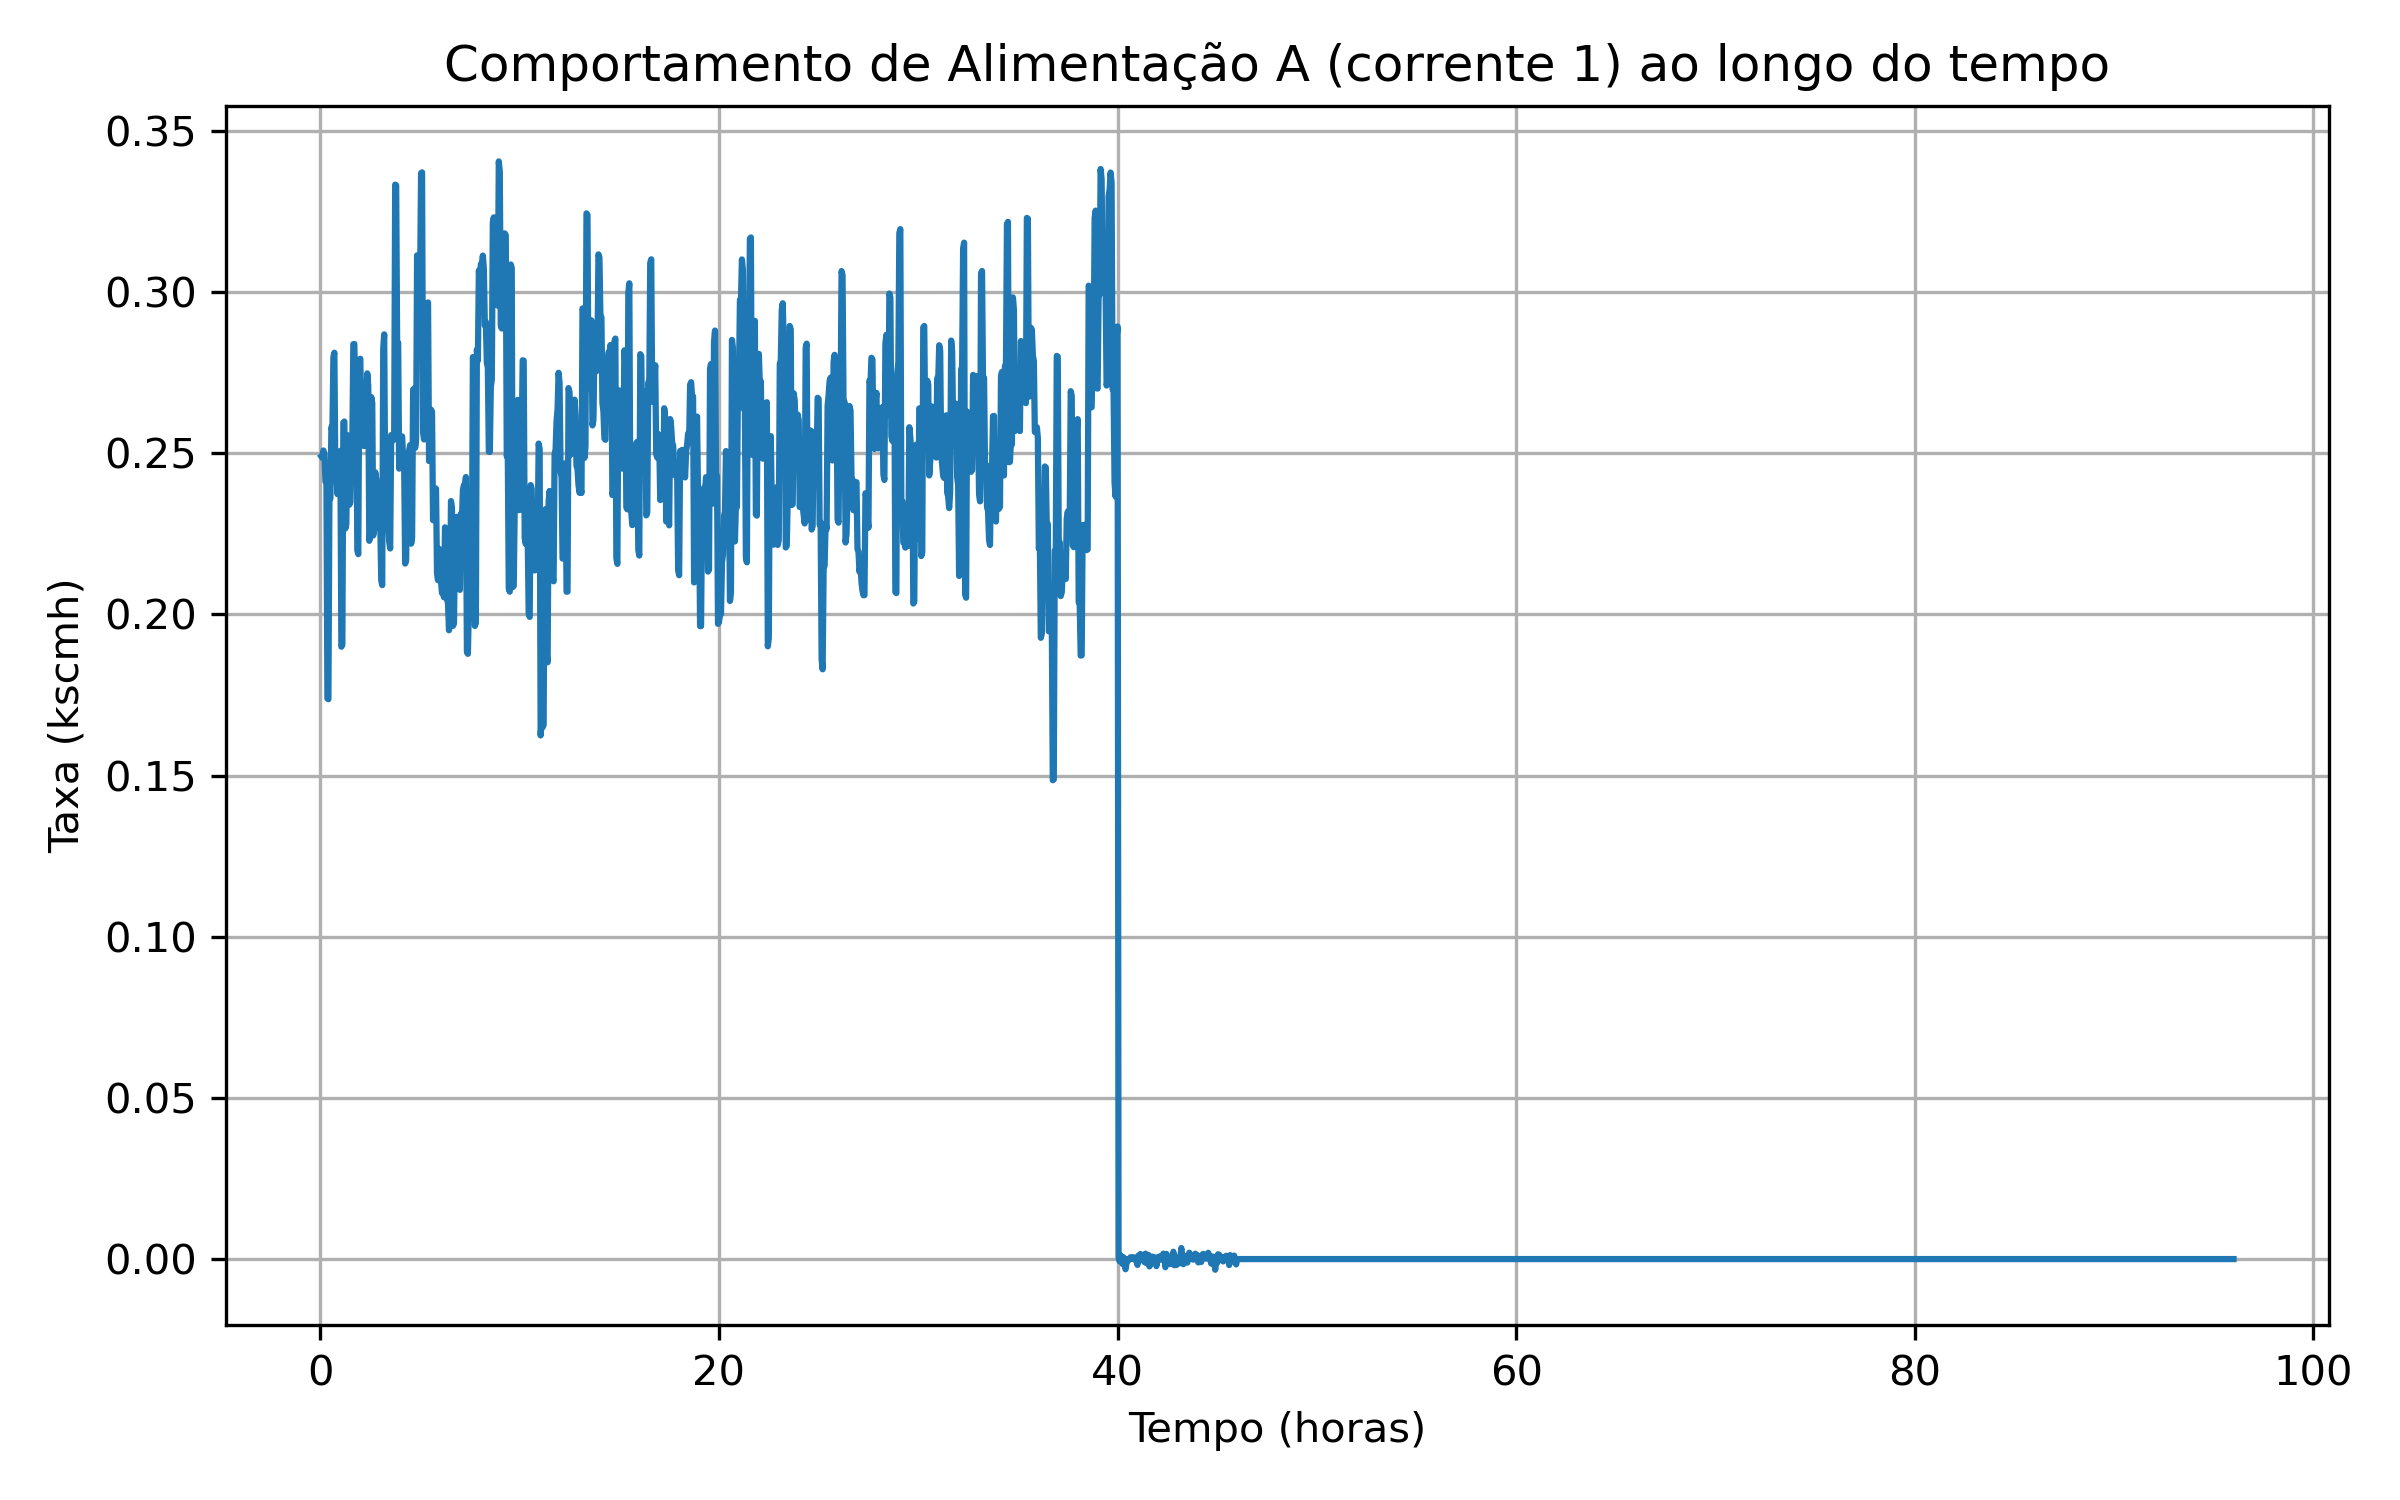 Comportamento de Alimentação A (corrente 1) ao longo do tempo
0.35
0.30
0.25
0.20
0.15
0.10
0.05
0.00
Taxa (kscmh)
0 20 40 60 80 100
Tempo (horas)